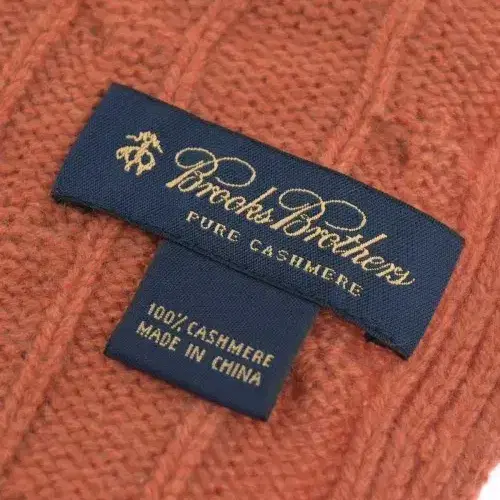 Brooks Brothers
PURE CASHMERE
100% CASHMERE
MADE IN CHINA